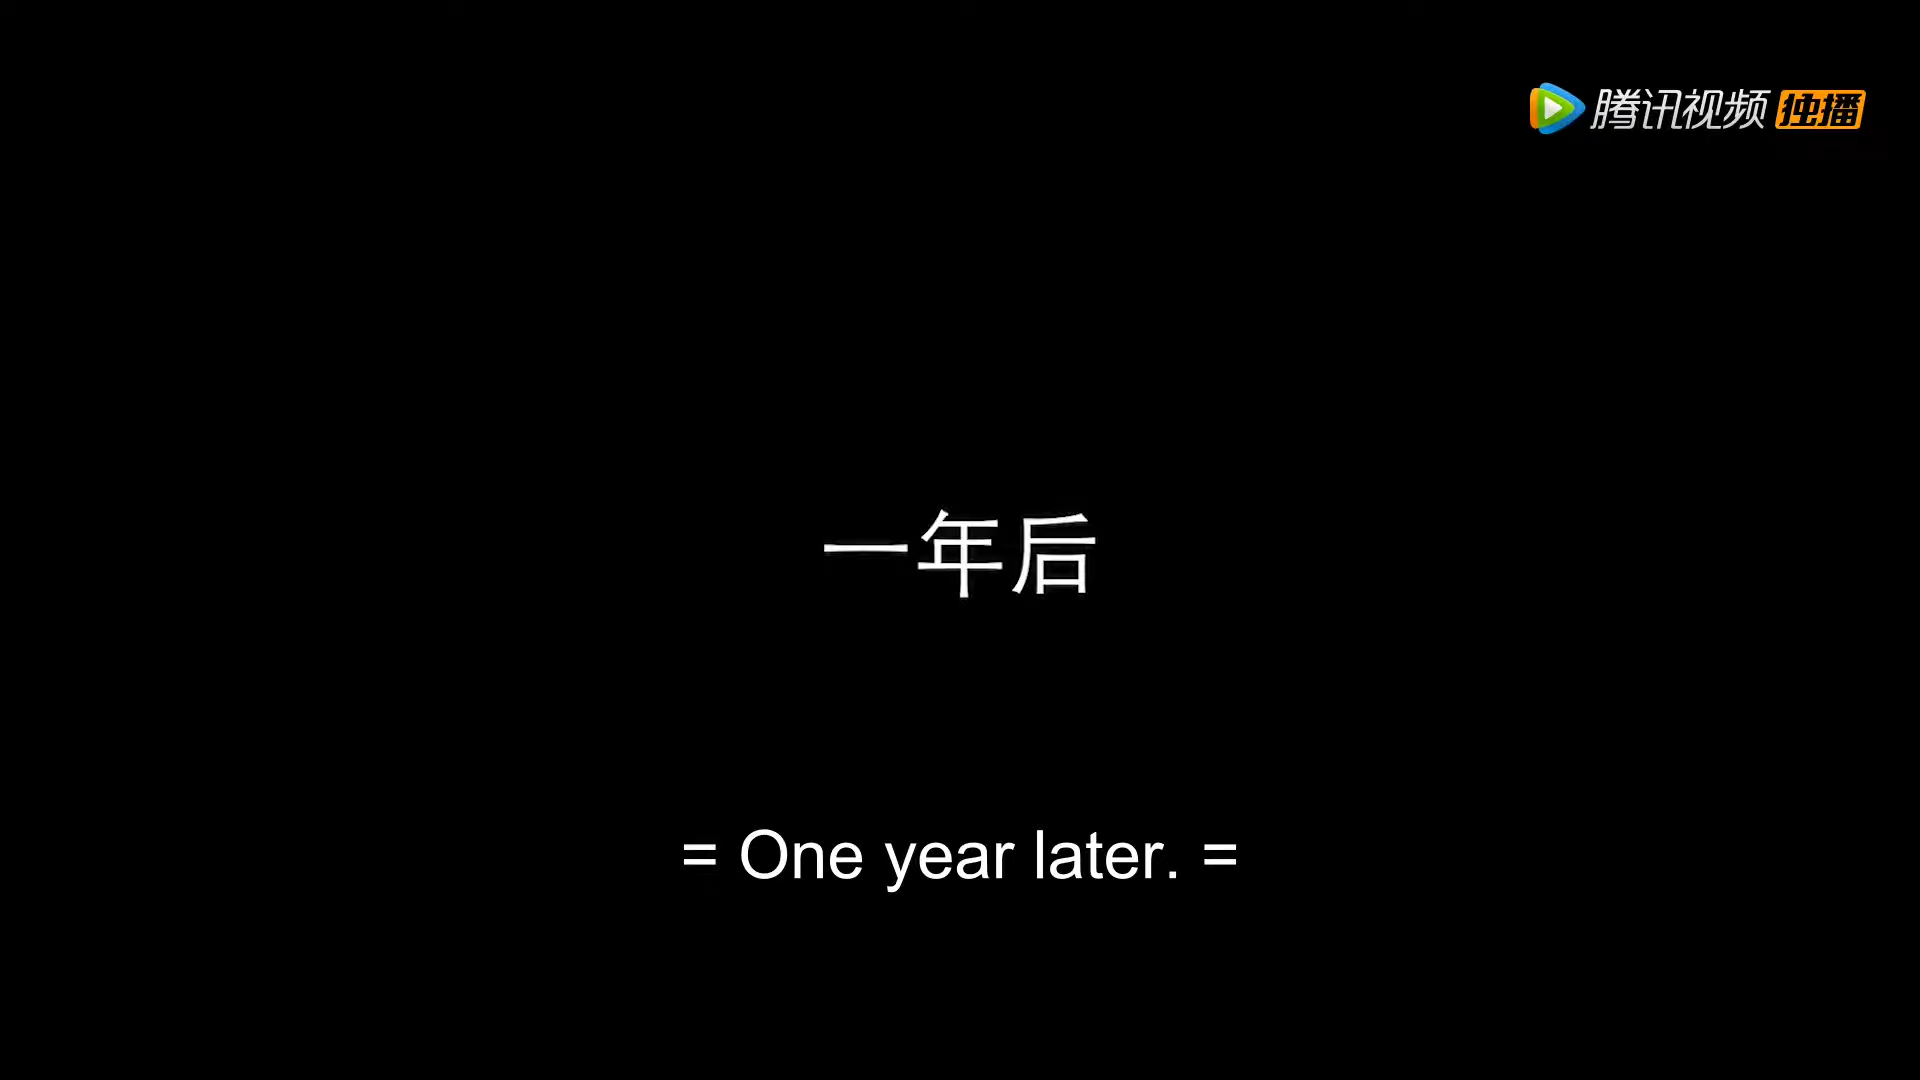 腾讯视频 独播
一年后
= One year later. =